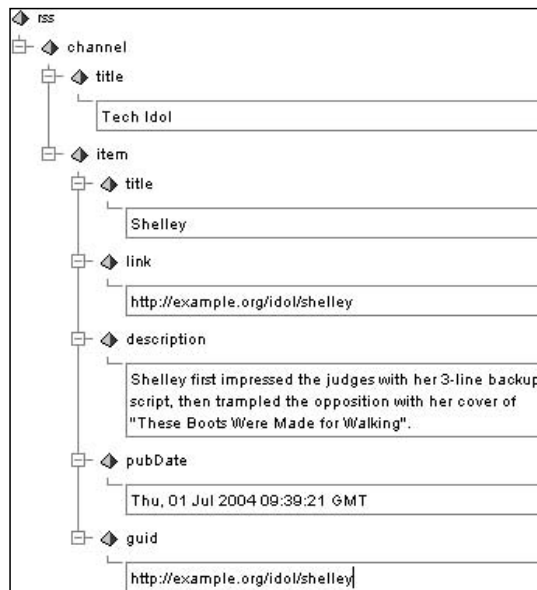 rss
channel
title
Tech Idol
item
title
Shelley
link
http://example.org/idol/shelley
description
Shelley first impressed the judges with her 3-line backup
script, then trampled the opposition with her cover of
"These Boots Were Made for Walking".
pubDate
Thu, 01 Jul 2004 09:39:21 GMT
guid
http://example.org/idol/shelley